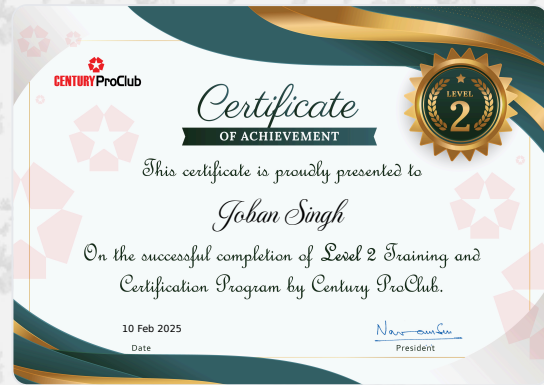 CENTURY ProClub
LEVEL
2
Certificate
OF ACHIEVEMENT
This certificate is proudly presented to
Joban Singh
On the successful completion of Level 2 Training and
Certification Program by Century ProClub.
10 Feb 2025
Date
President